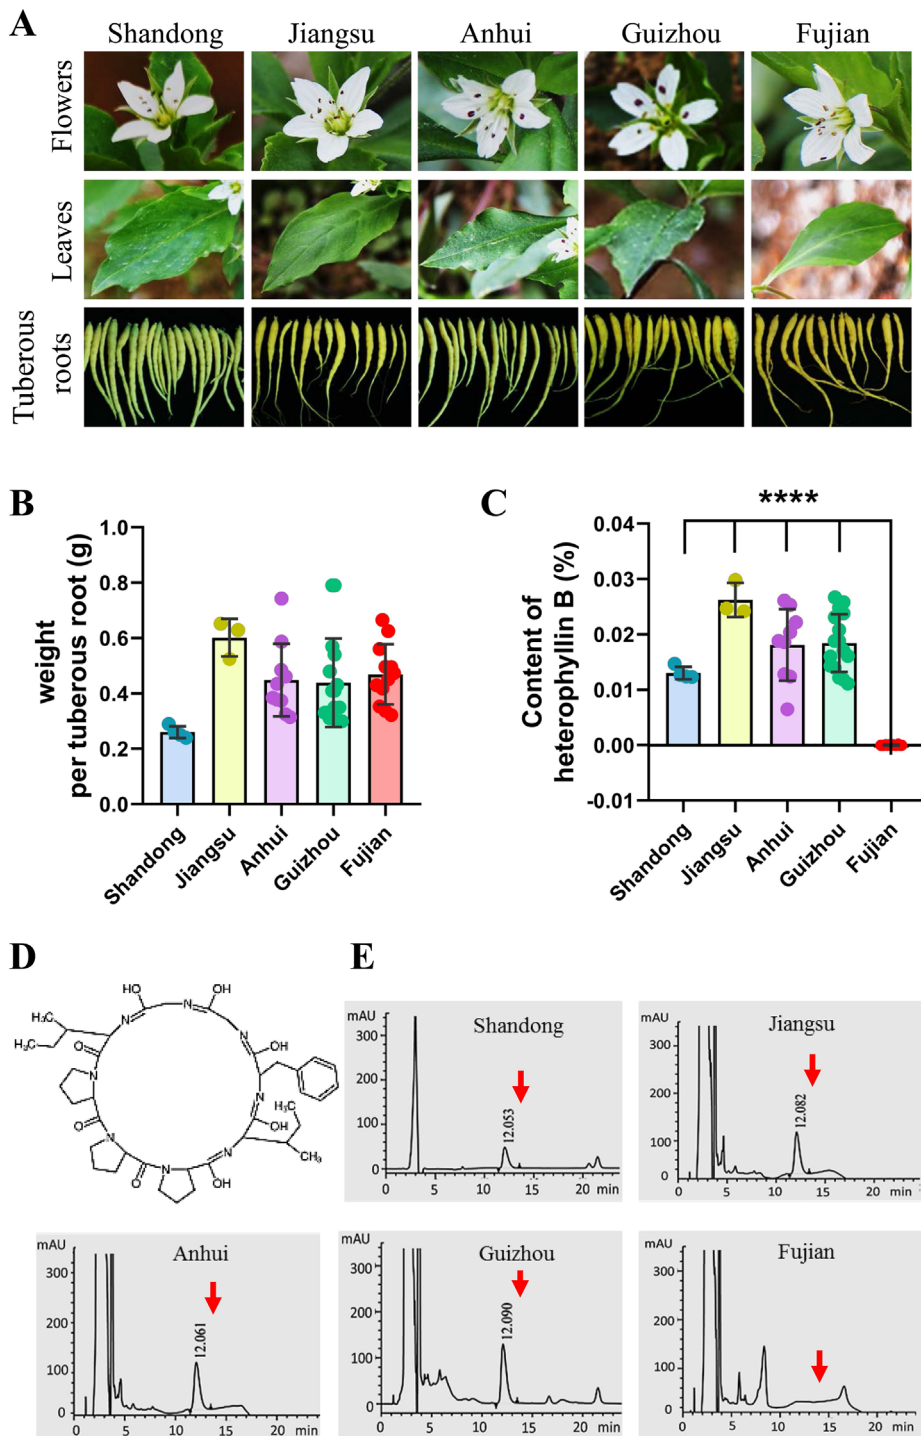 A
Shandong Jiangsu Anhui Guizhou Fujian
Flowers
Leaves
Tuberous
roots
B
weight
per tuberous root (g)
1.0
0.8
0.6
0.4
0.2
0.0
Shandong
Jiangsu
Anhui
Guizhou
Fujian
C
****
Content of
heterophyllin B (%)
0.04
0.03
0.02
0.01
0.00
-0.01
Shandong
Jiangsu
Anhui
Guizhou
Fujian
D
HO OH
N N
H₃C N
OH
H₃C O
N N
O H₃C
OH
N N CH₃
O N OH
E
mAU Shandong
300
200
100
0
12.053
0 5 10 15 20 min
mAU Jiangsu
300
200
100
0
12.082
0 5 10 15 20 min
mAU Anhui
300
200
100
0
12.061
0 5 10 15 20 min
mAU Guizhou
300
200
100
0
12.090
0 5 10 15 20 min
mAU Fujian
300
200
100
0
0 5 10 15 20 min